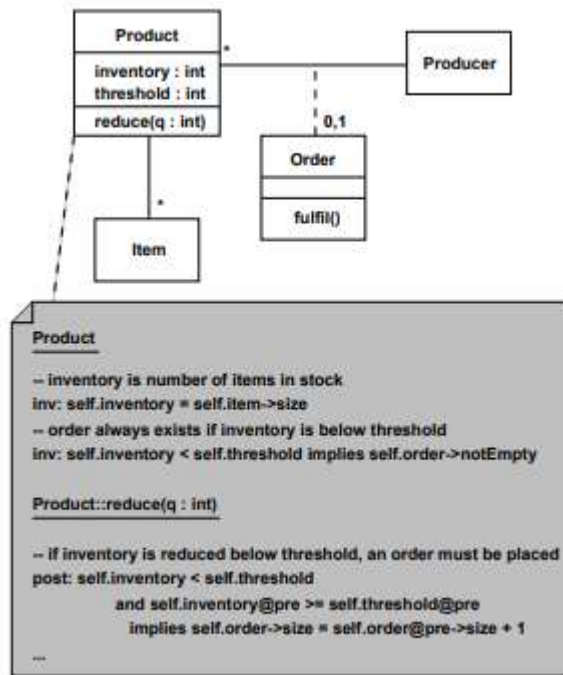 Product
*
inventory : int
threshold : int
reduce(q : int)
Producer
0,1
Order
fulfil()
*
Item
Product
-- inventory is number of items in stock
inv: self.inventory = self.item->size
-- order always exists if inventory is below threshold
inv: self.inventory < self.threshold implies self.order->notEmpty
Product::reduce(q : int)
-- if inventory is reduced below threshold, an order must be placed
post: self.inventory < self.threshold
and self.inventory@pre >= self.threshold@pre
implies self.order->size = self.order@pre->size + 1
...